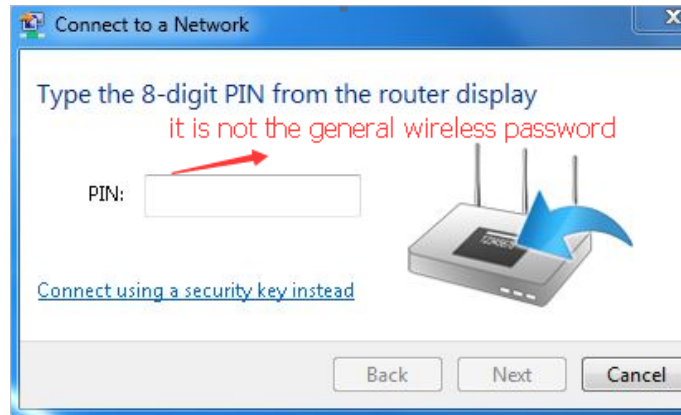 Connect to a Network
X
Type the 8-digit PIN from the router display
it is not the general wireless password
PIN:
12345670
Connect using a security key instead
Back
Next
Cancel